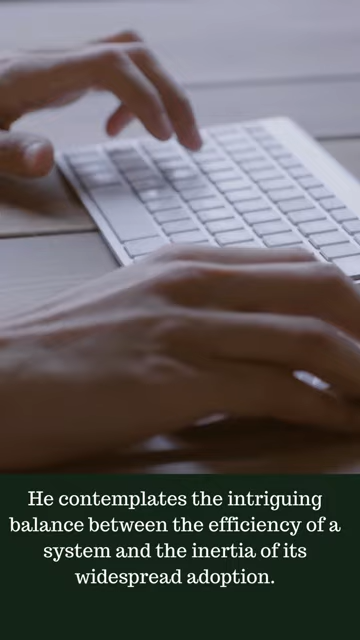 He contemplates the intriguing
balance between the efficiency of a
system and the inertia of its
widespread adoption.